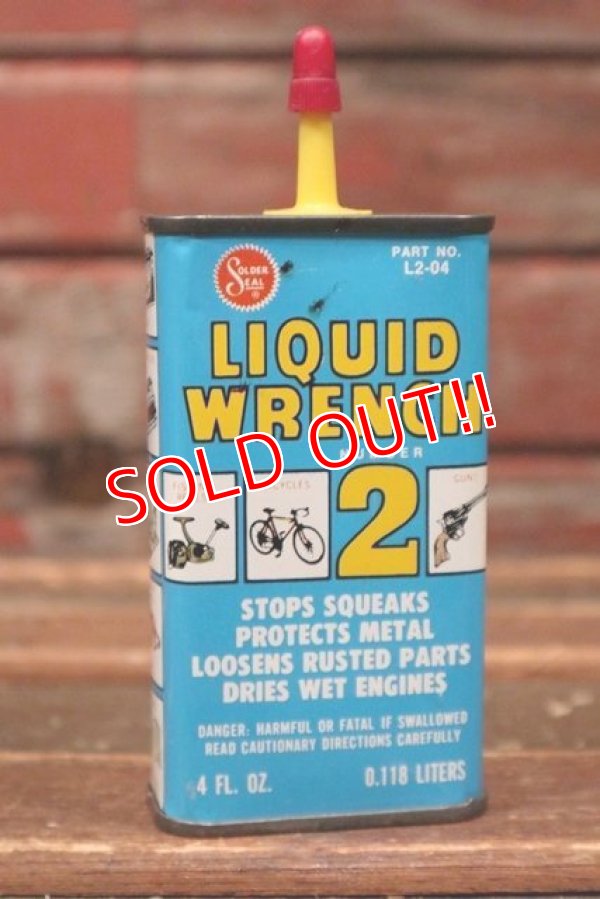 SOLDER
SEAL
®
PART NO.
L2-04
LIQUID
WRENCH
SOLD OUT!!
2
STOPS SQUEAKS
PROTECTS METAL
LOOSENS RUSTED PARTS
DRIES WET ENGINES
DANGER: HARMFUL OR FATAL IF SWALLOWED
READ CAUTIONARY DIRECTIONS CAREFULLY
4 FL. OZ.
0.118 LITERS